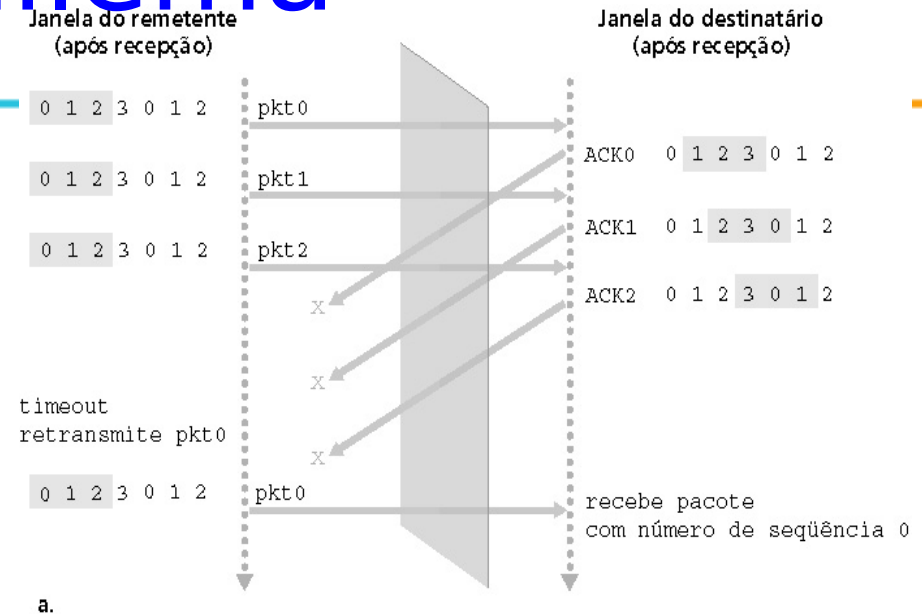 Janela do remetente
(após recepção)
Janela do destinatário
(após recepção)
0 1 2 3 0 1 2
pkt0
ACK0 0 1 2 3 0 1 2
0 1 2 3 0 1 2
pkt1
ACK1 0 1 2 3 0 1 2
0 1 2 3 0 1 2
pkt2
ACK2 0 1 2 3 0 1 2
X
X
timeout
retransmite pkt0
X
0 1 2 3 0 1 2
pkt0
recebe pacote
com número de seqüência 0
a.